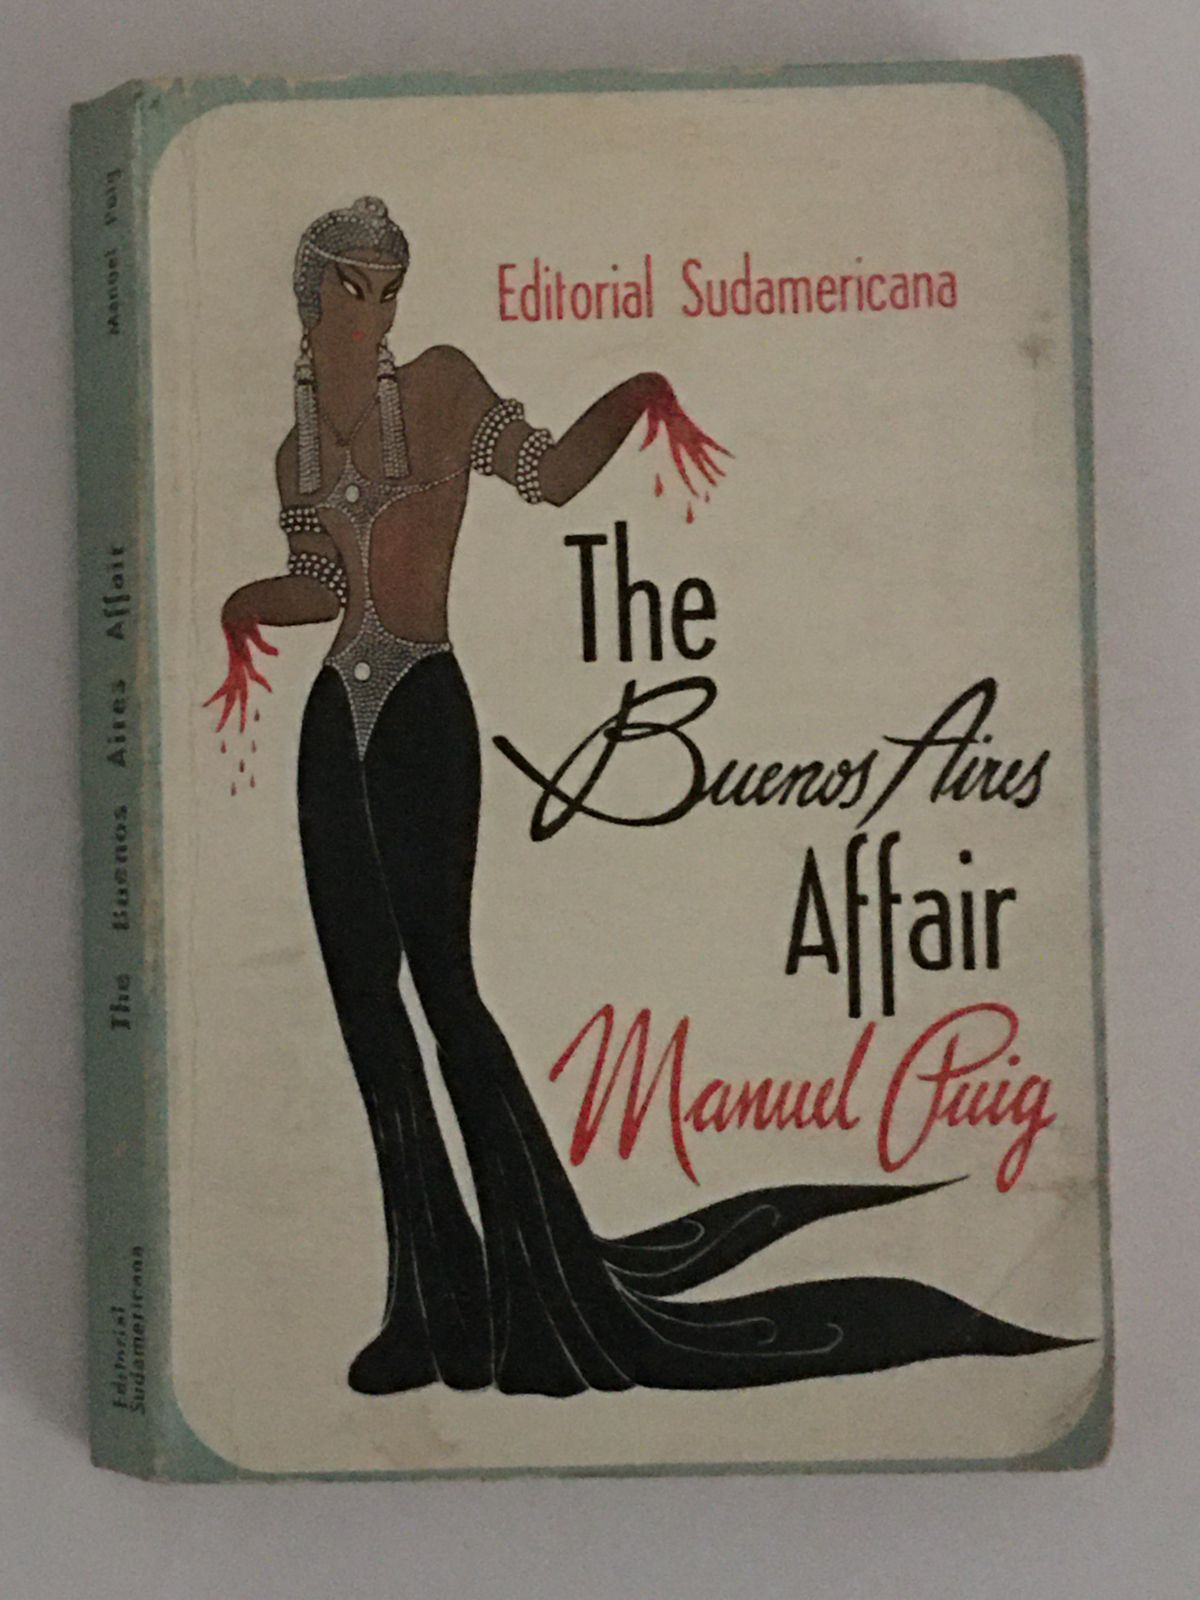 Editorial Sudamericana
The
Buenos Aires
Affair
Manuel Puig
Manuel Puig
The Buenos Aires Affair
Editorial
Sudamericana